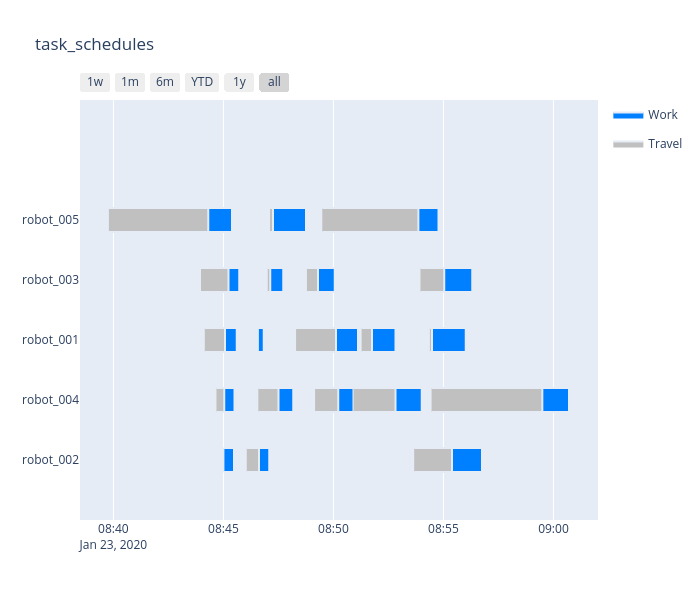 task_schedules
1w 1m 6m YTD 1y all
Work
Travel
robot_005
robot_003
robot_001
robot_004
robot_002
08:40 08:45 08:50 08:55 09:00
Jan 23, 2020